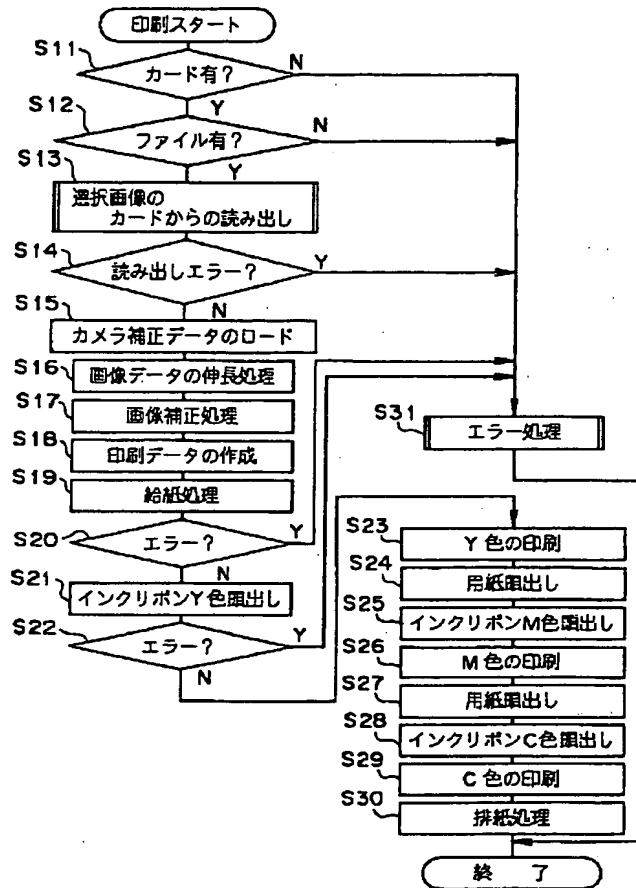 印刷スタート
S11
カード有?
N
Y
S12
ファイル有?
N
Y
S13
選択画像の
カードからの読み出し
S14
読み出しエラー?
Y
N
S15
カメラ補正データのロード
S16
画像データの伸長処理
S17
画像補正処理
S18
印刷データの作成
S19
給紙処理
S20
エラー?
Y
N
S21
インクリボンY色頭出し
S22
エラー?
Y
N
S31
エラー処理
S23
Y色の印刷
S24
用紙頭出し
S25
インクリボンM色頭出し
S26
M色の印刷
S27
用紙頭出し
S28
インクリボンC色頭出し
S29
C色の印刷
S30
排紙処理
終 了